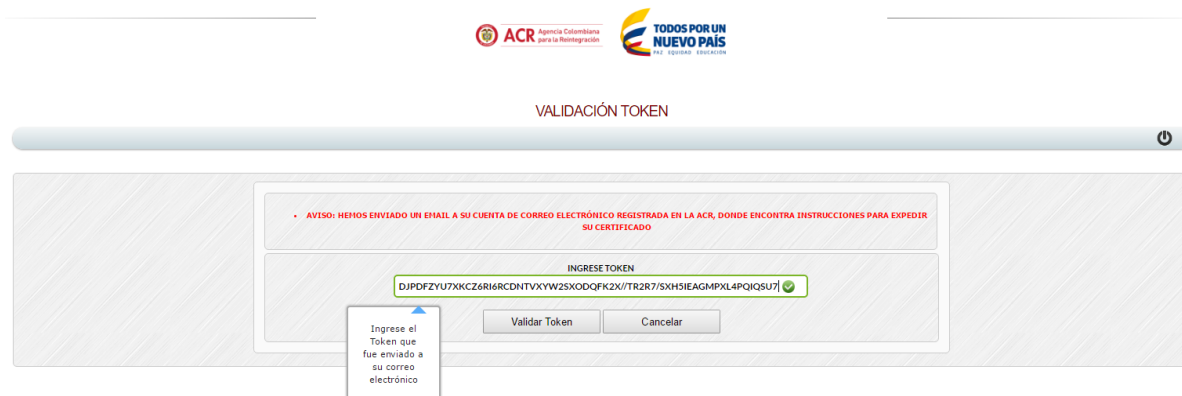 ACR Agencia Colombiana
para la Reintegración
TODOS POR UN
NUEVO PAÍS
PAZ EQUIDAD EDUCACIÓN
VALIDACIÓN TOKEN
AVISO: HEMOS ENVIADO UN EMAIL A SU CUENTA DE CORREO ELECTRÓNICO REGISTRADA EN LA ACR, DONDE ENCONTRA INSTRUCCIONES PARA EXPEDIR
SU CERTIFICADO
INGRESE TOKEN
DJPDFZYU7XKCZ6RI6RCDNTVXYW2SXODQFK2X//TR2R7/SXH5IEAGMPXL4PQIQSU7
Validar Token
Cancelar
Ingrese el
Token que
fue enviado a
su correo
electrónico